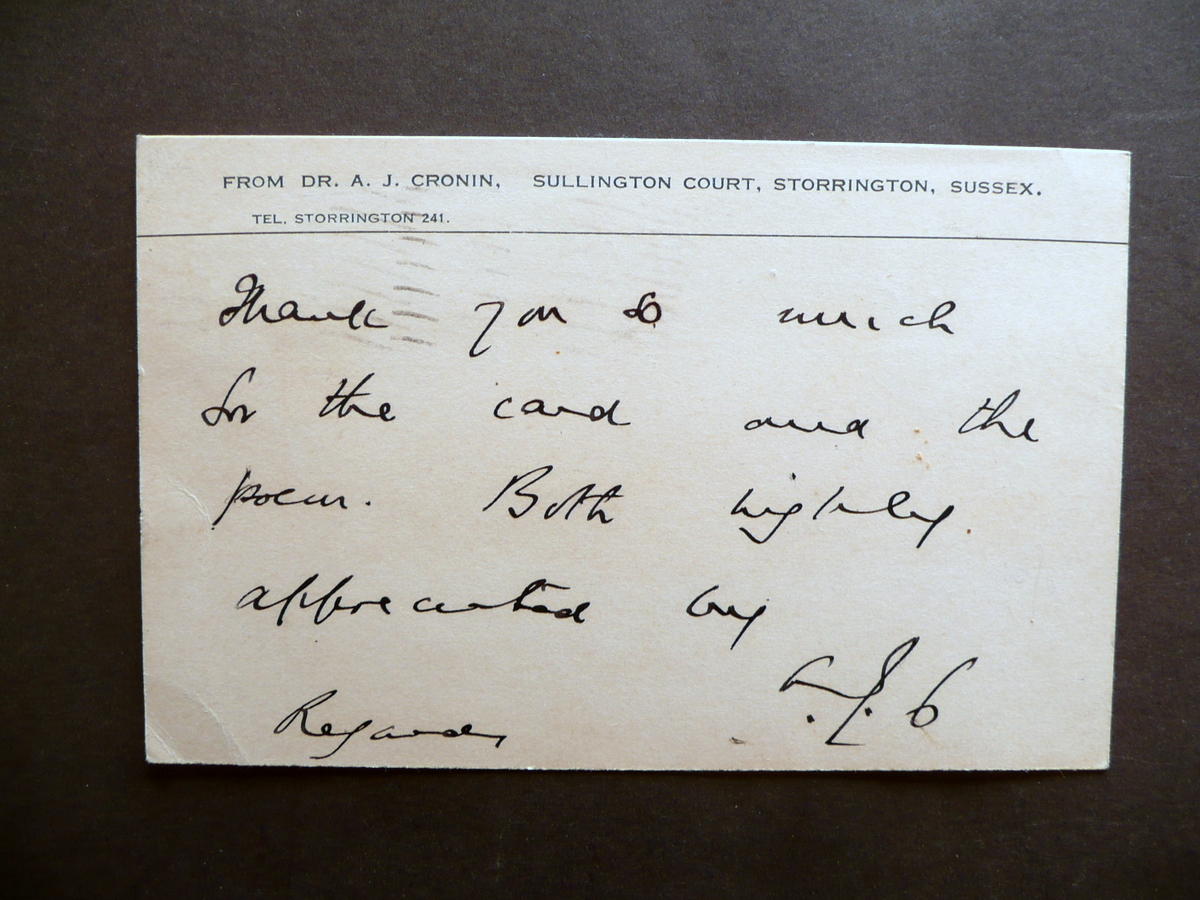 FROM DR. A. J. CRONIN, SULLINGTON COURT, STORRINGTON, SUSSEX.
TEL. STORRINGTON 241.
Thank you so much
for the card and the
poem. Both highly
appreciated by
A.J.C
Regards